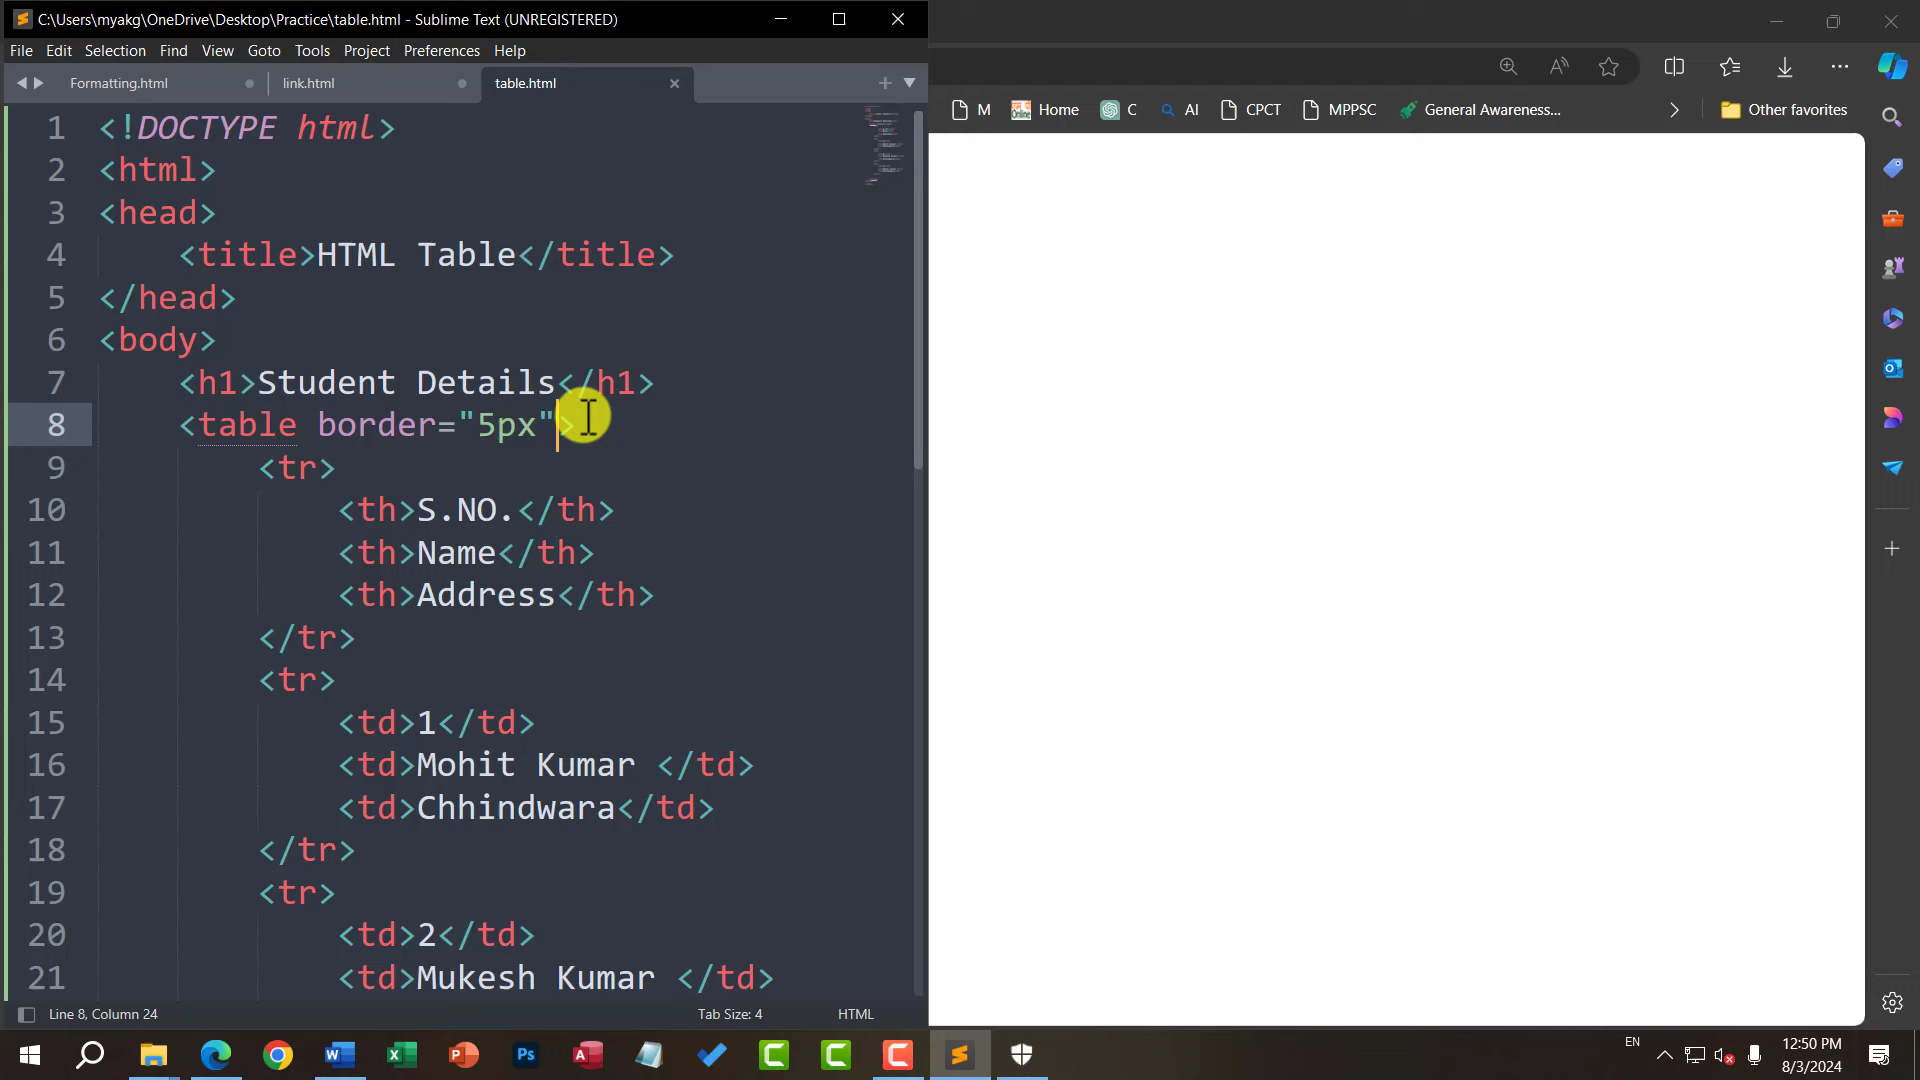 C:\Users\myakg\OneDrive\Desktop\Practice\table.html - Sublime Text (UNREGISTERED)
File Edit Selection Find View Goto Tools Project Preferences Help
Formatting.html link.html table.html
M Home C AI CPCT MPPSC General Awareness... Other favorites
1 <!DOCTYPE html>
2 <html>
3 <head>
4 <title>HTML Table</title>
5 </head>
6 <body>
7 <h1>Student Details</h1>
8 <table border="5px">
9 <tr>
10 <th>S.NO.</th>
11 <th>Name</th>
12 <th>Address</th>
13 </tr>
14 <tr>
15 <td>1</td>
16 <td>Mohit Kumar </td>
17 <td>Chhindwara</td>
18 </tr>
19 <tr>
20 <td>2</td>
21 <td>Mukesh Kumar </td>
Line 8, Column 24 Tab Size: 4 HTML
EN 12:50 PM
8/3/2024